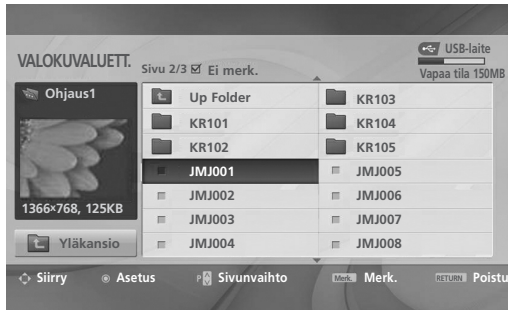 USB-laite
VALOKUVALUETT.
Sivu 2/3 Ei merk.
Vapaa tila 150MB
Ohjaus1
1366×768, 125KB
Yläkansio
Up Folder
KR101
KR102
JMJ001
JMJ002
JMJ003
JMJ004
KR103
KR104
KR105
JMJ005
JMJ006
JMJ007
JMJ008
Siirry Asetus P Sivunvaihto Merk. Merk. RETURN Poistu